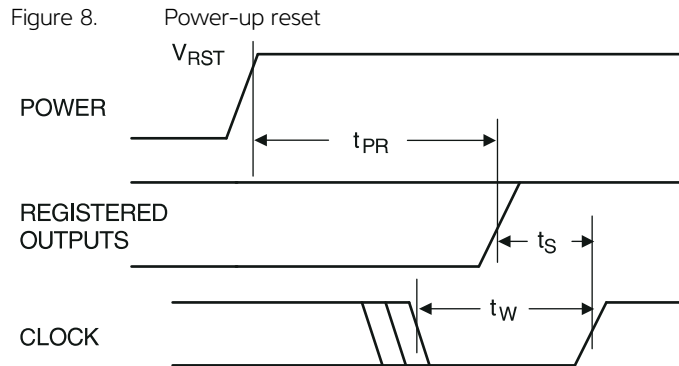 Figure 8. Power-up reset
VRST
POWER
tPR
REGISTERED
OUTPUTS
tS
tW
CLOCK